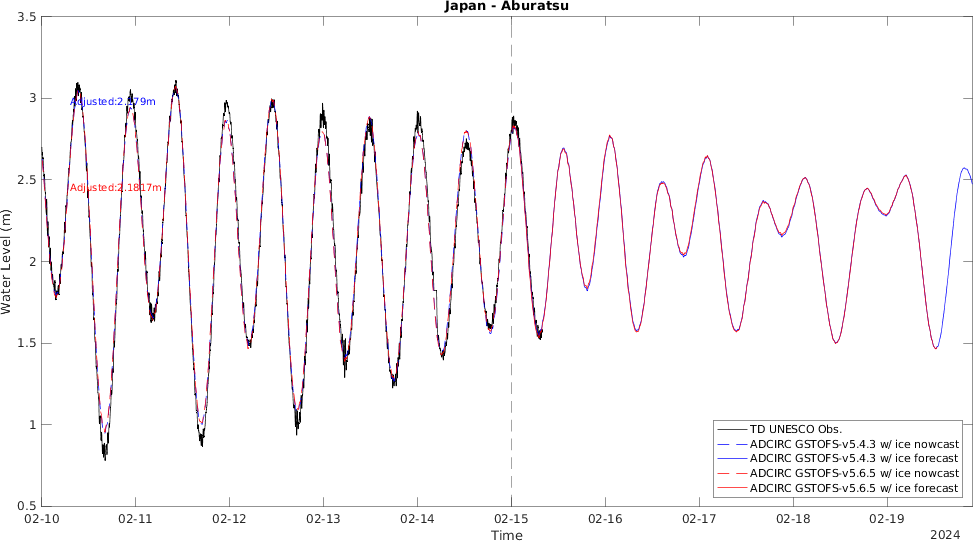 Japan - Aburatsu
3.5
3
2.5
2
1.5
1
0.5
Water Level (m)
Adjusted:2.1817m
02-10
02-11
02-12
02-13
02-14
02-15
02-16
02-17
02-18
02-19
Time
2024
TD UNESCO Obs.
ADCIRC GSTOFS-v5.4.3 w/ ice nowcast
ADCIRC GSTOFS-v5.4.3 w/ ice forecast
ADCIRC GSTOFS-v5.6.5 w/ ice nowcast
ADCIRC GSTOFS-v5.6.5 w/ ice forecast